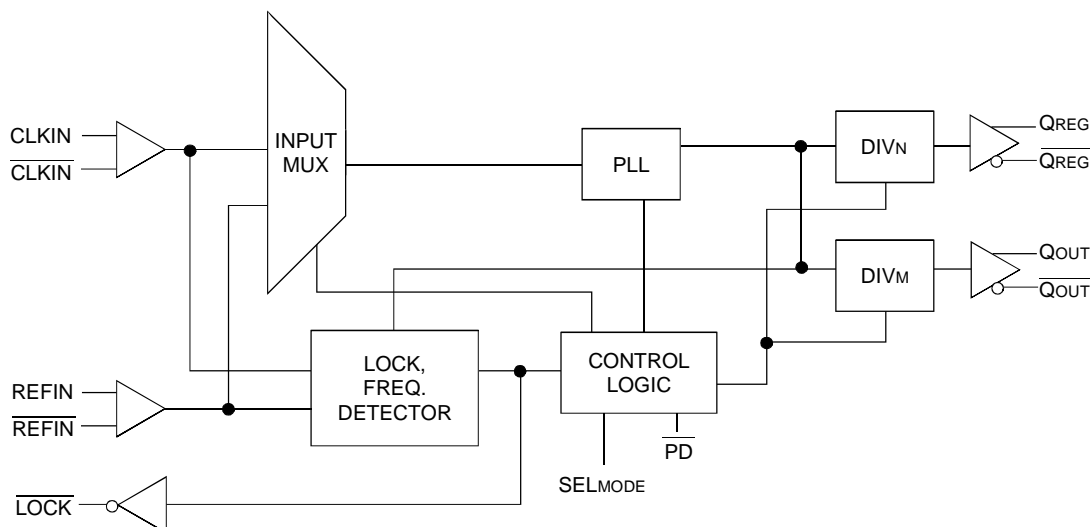 CLKIN
CLKIN
INPUT
MUX
PLL
DIVN
QREG
QREG
DIVM
QOUT
QOUT
REFIN
REFIN
LOCK,
FREQ.
DETECTOR
CONTROL
LOGIC
PD
SELMODE
LOCK